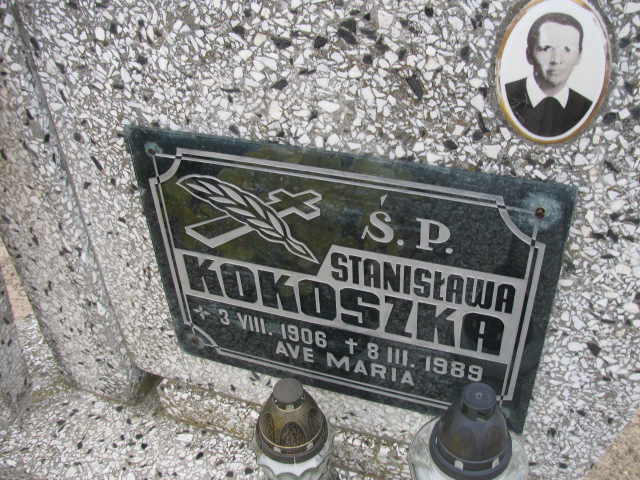 Ś. P.
STANISŁAWA
KOKOSZKA
* 3 VIII. 1906 ✝ 8 III. 1989
AVE MARIA